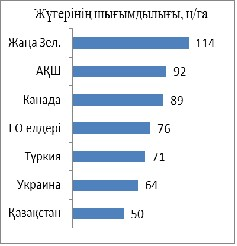 Жүгерінің шығымдылығы, ц/га
Жаңа Зел. 114
АҚШ 92
Канада 89
ЕО елдері 76
Түркия 71
Украина 64
Қазақстан 50